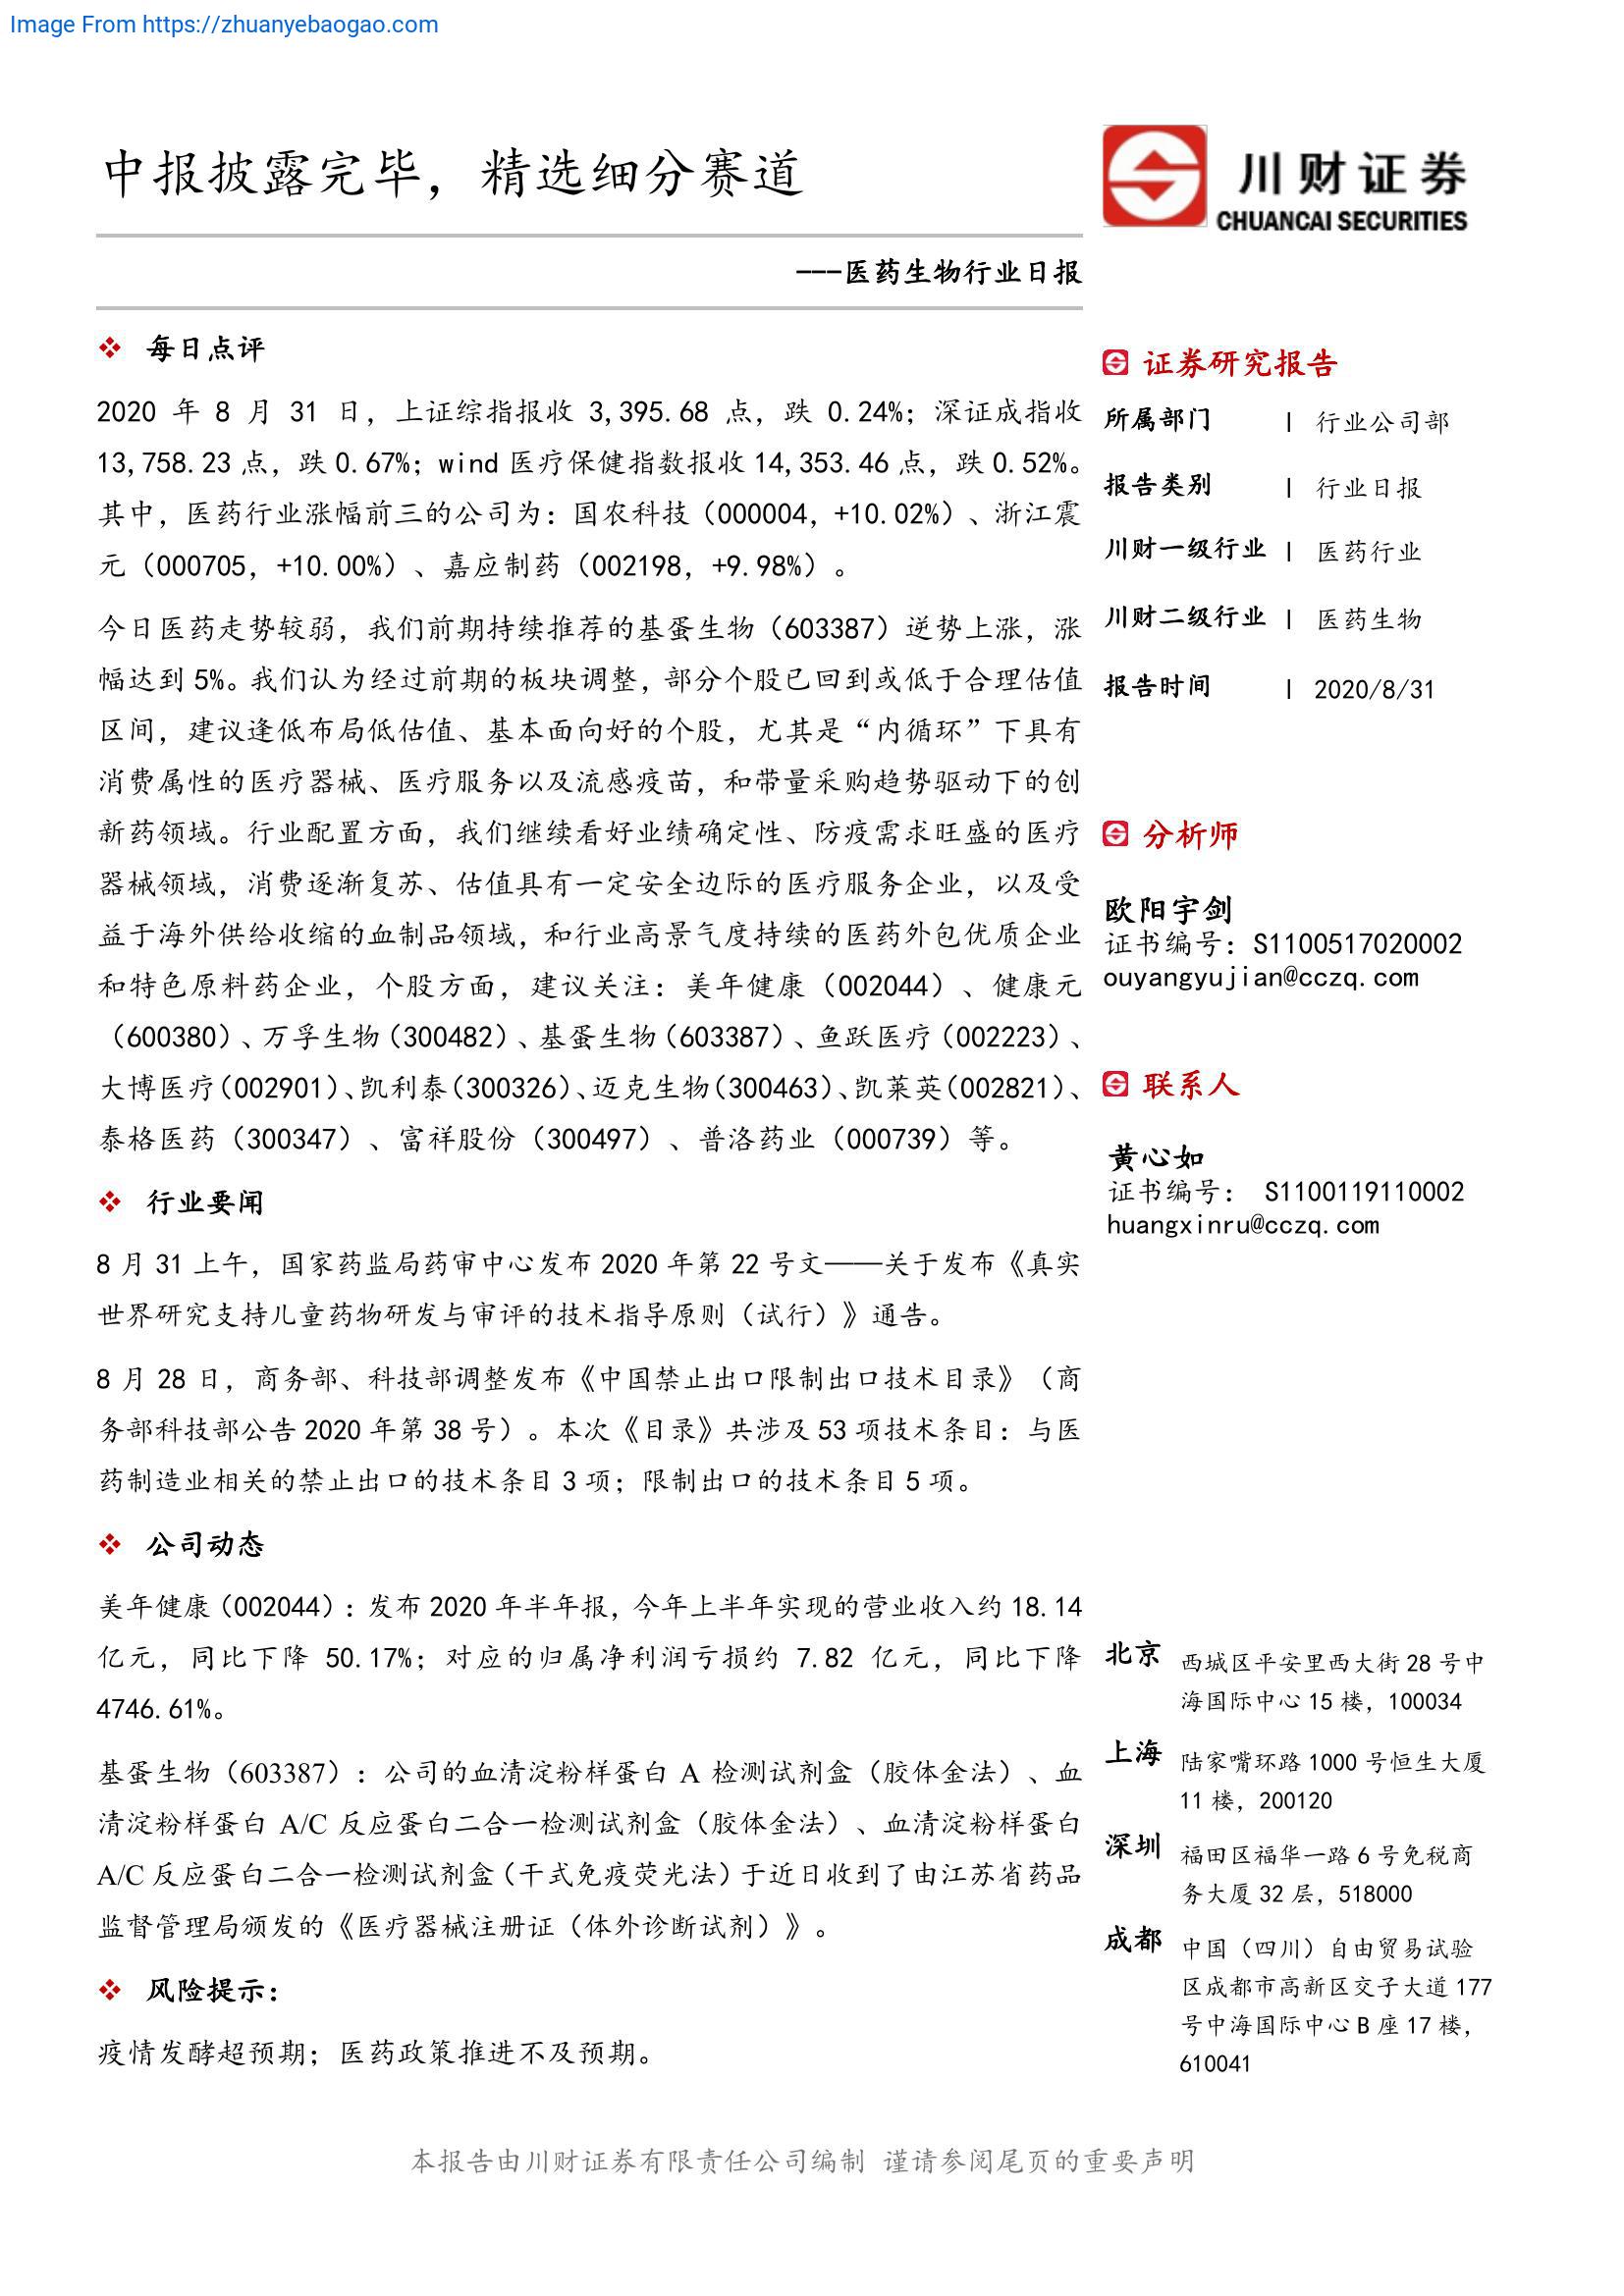 Image From https://zhuanyebaogao.com
中报披露完毕，精选细分赛道
川财证券
CHUANCAI SECURITIES
---医药生物行业日报
每日点评
2020 年 8 月 31 日，上证综指报收 3,395.68 点，跌 0.24%；深证成指收
13,758.23 点，跌 0.67%；wind 医疗保健指数报收 14,353.46 点，跌 0.52%。
其中，医药行业涨幅前三的公司为：国农科技（000004，+10.02%）、浙江震
元（000705，+10.00%）、嘉应制药（002198，+9.98%）。
今日医药走势较弱，我们前期持续推荐的基蛋生物（603387）逆势上涨，涨
幅达到 5%。我们认为经过前期的板块调整，部分个股已回到或低于合理估值
区间，建议逢低布局低估值、基本面向好的个股，尤其是“内循环”下具有
消费属性的医疗器械、医疗服务以及流感疫苗，和带量采购趋势驱动下的创
新药领域。行业配置方面，我们继续看好业绩确定性、防疫需求旺盛的医疗
器械领域，消费逐渐复苏、估值具有一定安全边际的医疗服务企业，以及受
益于海外供给收缩的血制品领域，和行业高景气度持续的医药外包优质企业
和特色原料药企业，个股方面，建议关注：美年健康（002044）、健康元
（600380）、万孚生物（300482）、基蛋生物（603387）、鱼跃医疗（002223）、
大博医疗（002901）、凯利泰（300326）、迈克生物（300463）、凯莱英（002821）、
泰格医药（300347）、富祥股份（300497）、普洛药业（000739）等。
行业要闻
8 月 31 上午，国家药监局药审中心发布 2020 年第 22 号文——关于发布《真实
世界研究支持儿童药物研发与审评的技术指导原则（试行）》通告。
8 月 28 日，商务部、科技部调整发布《中国禁止出口限制出口技术目录》（商
务部科技部公告 2020 年第 38 号）。本次《目录》共涉及 53 项技术条目：与医
药制造业相关的禁止出口的技术条目 3 项；限制出口的技术条目 5 项。
公司动态
美年健康（002044）：发布 2020 年半年报，今年上半年实现的营业收入约 18.14
亿元，同比下降 50.17%；对应的归属净利润亏损约 7.82 亿元，同比下降
4746.61%。
基蛋生物（603387）：公司的血清淀粉样蛋白 A 检测试剂盒（胶体金法）、血
清淀粉样蛋白 A/C 反应蛋白二合一检测试剂盒（胶体金法）、血清淀粉样蛋白
A/C 反应蛋白二合一检测试剂盒（干式免疫荧光法）于近日收到了由江苏省药品
监督管理局颁发的《医疗器械注册证（体外诊断试剂）》。
风险提示：
疫情发酵超预期；医药政策推进不及预期。
证券研究报告
所属部门 | 行业公司部
报告类别 | 行业日报
川财一级行业 | 医药行业
川财二级行业 | 医药生物
报告时间 | 2020/8/31
分析师
欧阳宇剑
证书编号：S1100517020002
ouyangyujian@cczq.com
联系人
黄心如
证书编号： S1100119110002
huangxinru@cczq.com
北京 西城区平安里西大街 28 号中
海国际中心 15 楼，100034
上海 陆家嘴环路 1000 号恒生大厦
11 楼，200120
深圳 福田区福华一路 6 号免税商
务大厦 32 层，518000
成都 中国（四川）自由贸易试验
区成都市高新区交子大道 177
号中海国际中心 B 座 17 楼，
610041
本报告由川财证券有限责任公司编制 谨请参阅尾页的重要声明